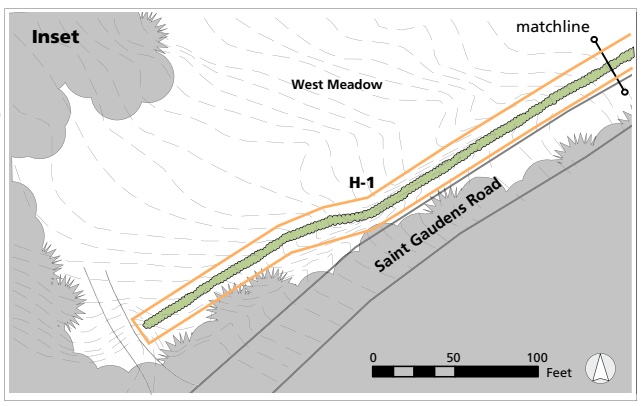 Inset
matchline
West Meadow
H-1
Saint Gaudens Road
0 50 100
Feet